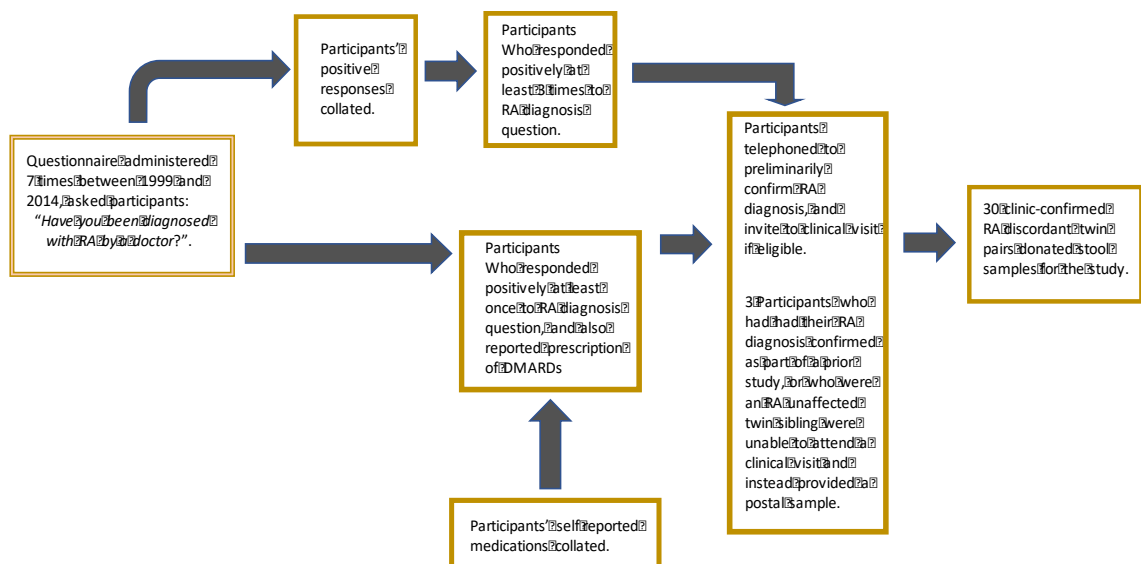 Participants'
positive
responses
collated.
Participants
Who responded
positively at
least 3 times to
RA diagnosis
question.
Questionnaire administered
7 times between 1999 and
2014, asked participants:
"Have you been diagnosed
with RA by a doctor?".
Participants
Who responded
positively at least
once to RA diagnosis
question, and also
reported prescription
of DMARDs
Participants' self reported
medications collated.
Participants
telephoned to
preliminarily
confirm RA
diagnosis, and
invite to clinical visit
if eligible.
3 Participants who
had had their RA
diagnosis confirmed
as part of a prior
study, or who were
an RA unaffected
twin sibling were
unable to attend a
clinical visit and
instead provided a
postal sample.
30 clinic-confirmed
RA discordant twin
pairs donated stool
samples for the study.